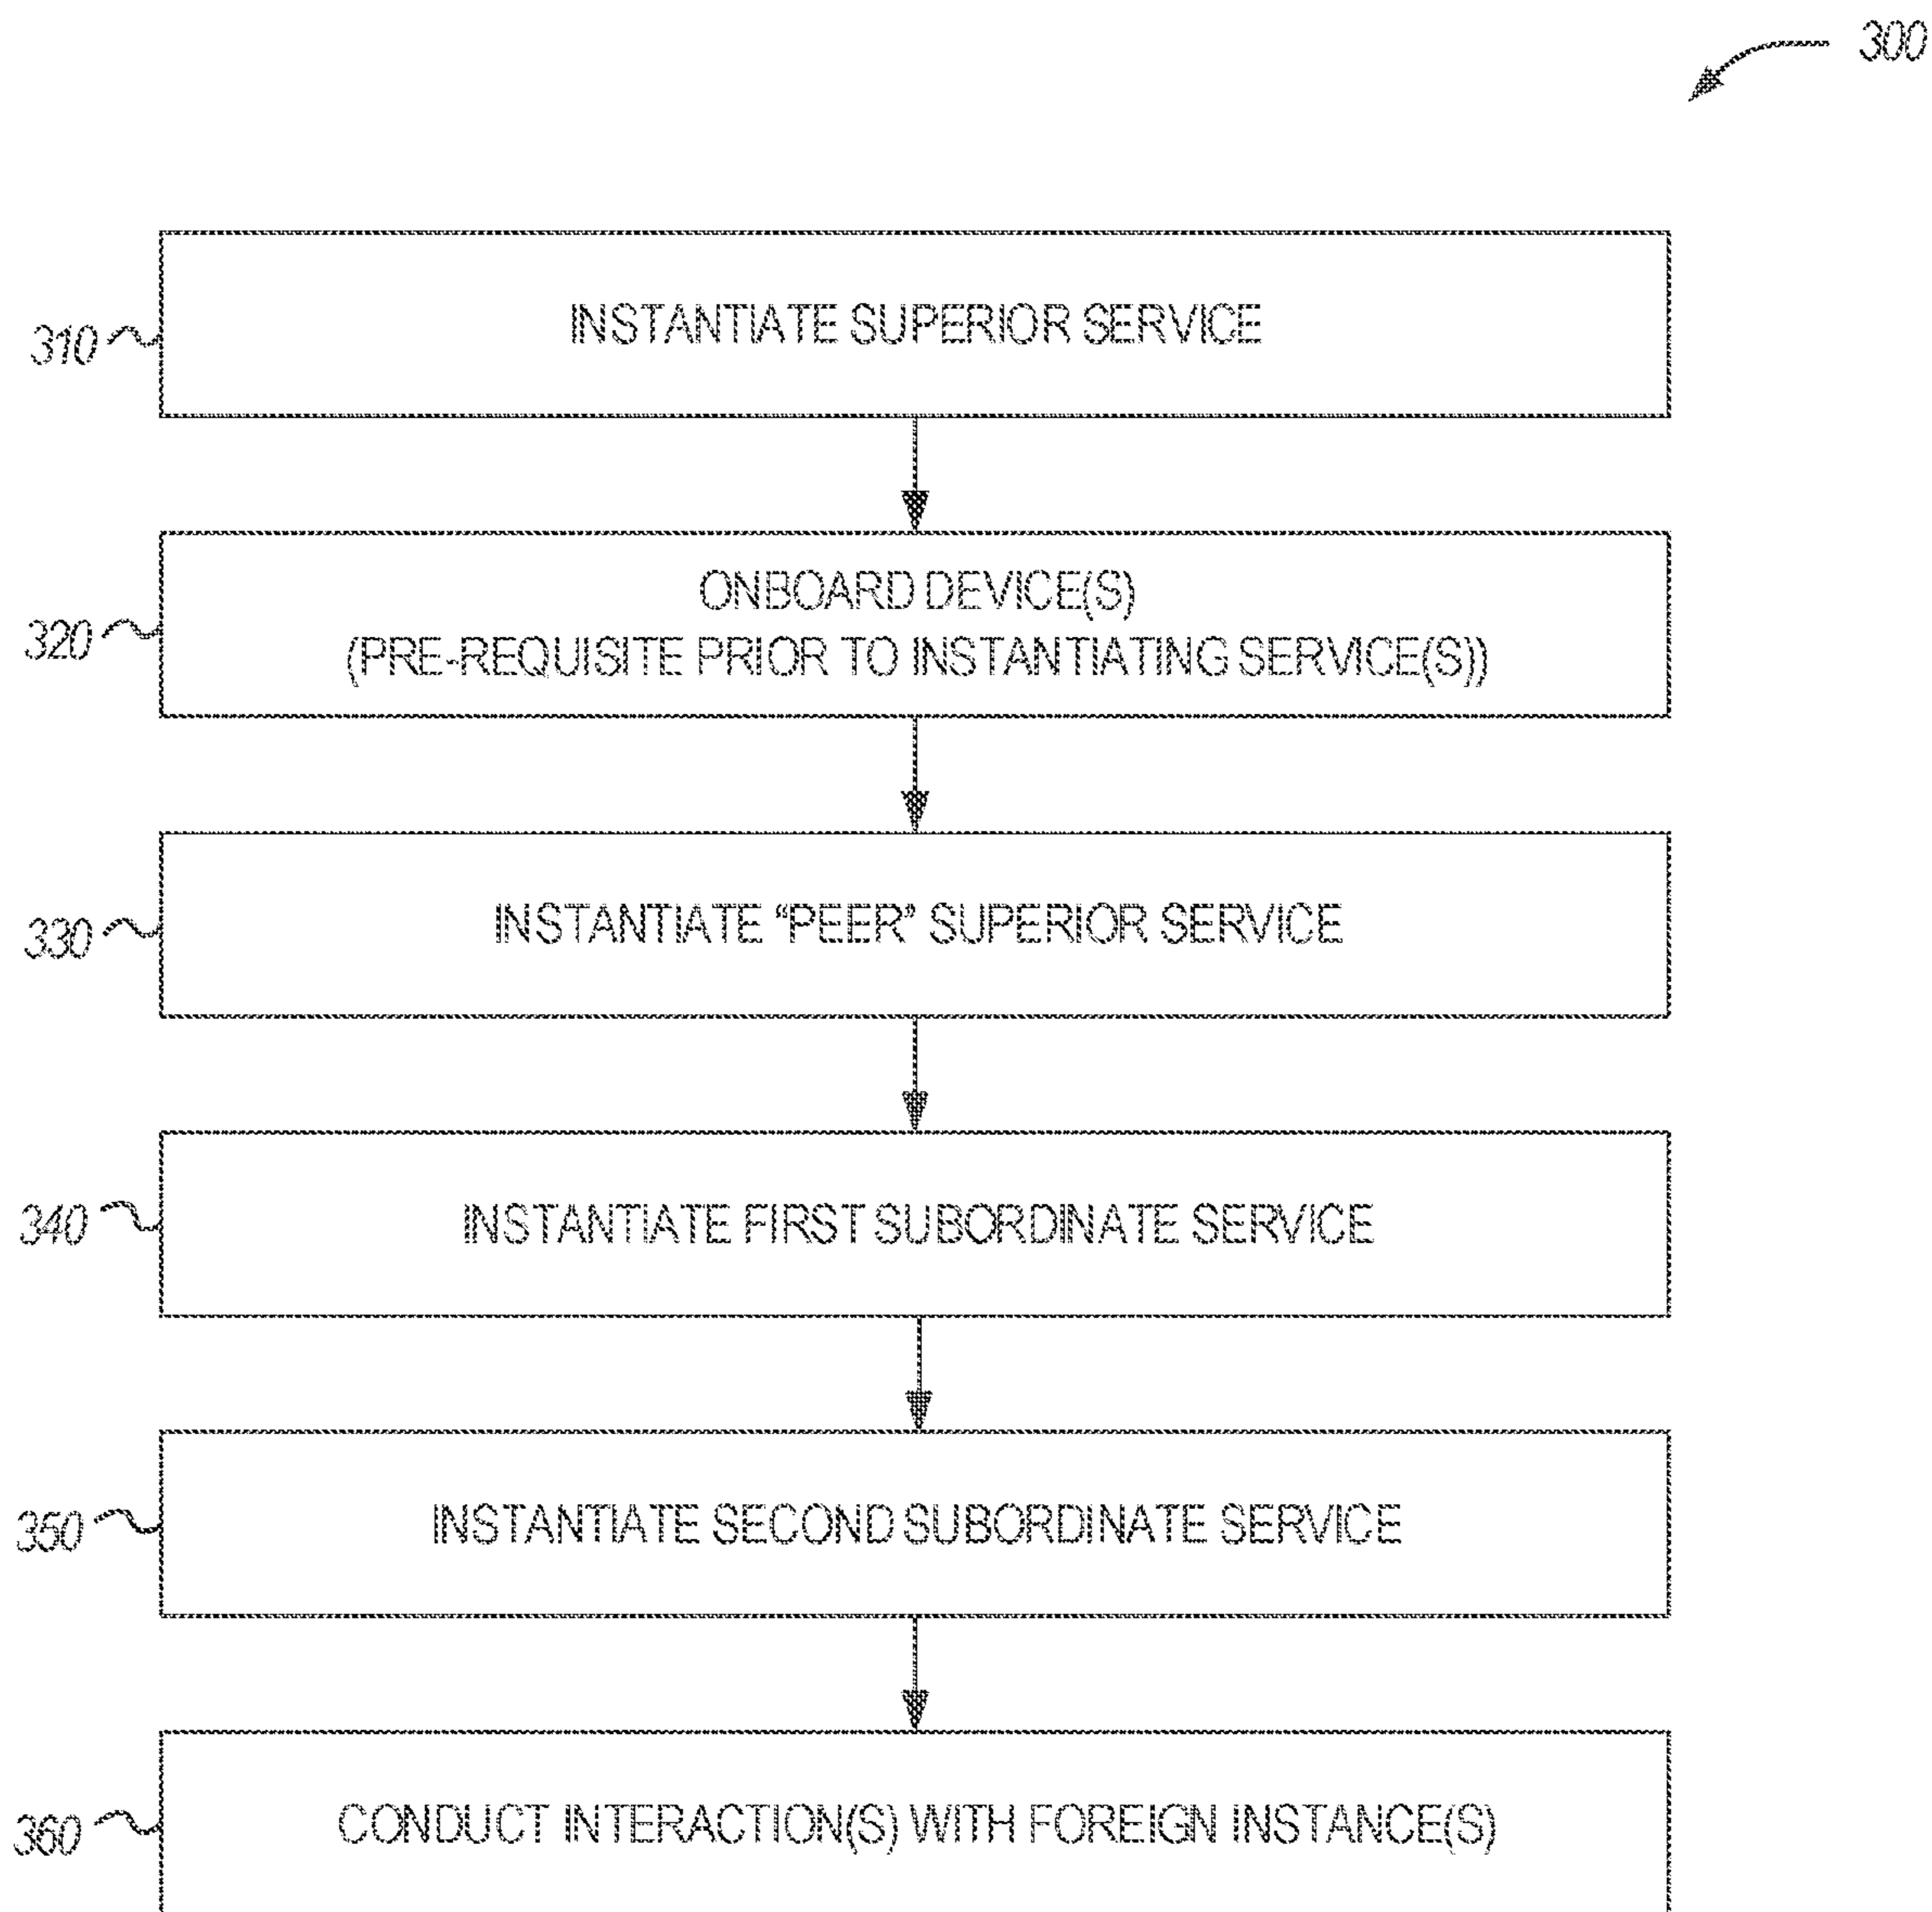 300
310
INSTANTIATE SUPERIOR SERVICE
320
ONBOARD DEVICE(S)
(PRE-REQUISITE PRIOR TO INSTANTIATING SERVICE(S))
330
INSTANTIATE “PEER” SUPERIOR SERVICE
340
INSTANTIATE FIRST SUBORDINATE SERVICE
350
INSTANTIATE SECOND SUBORDINATE SERVICE
360
CONDUCT INTERACTION(S) WITH FOREIGN INSTANCE(S)